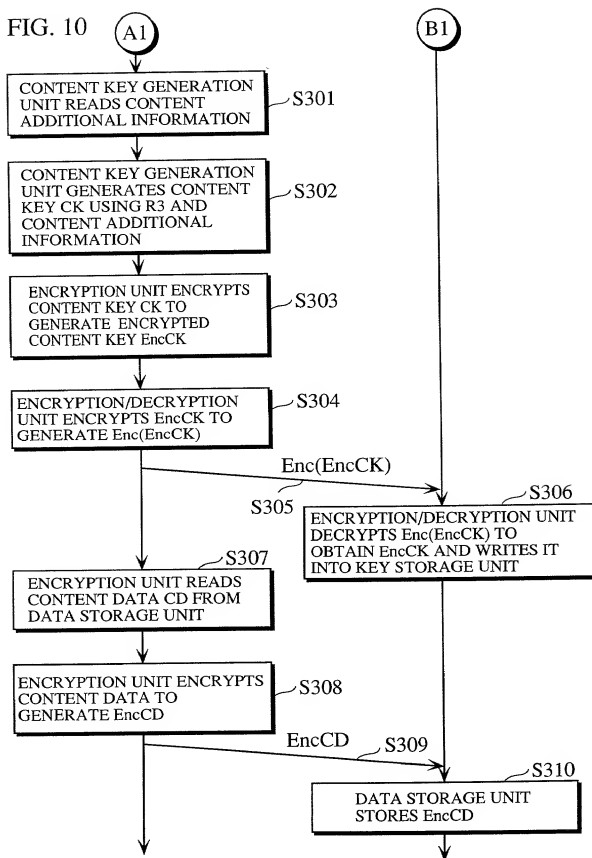 FIG. 10
A1
B1
CONTENT KEY GENERATION
UNIT READS CONTENT
ADDITIONAL INFORMATION
S301
CONTENT KEY GENERATION
UNIT GENERATES CONTENT
KEY CK USING R3 AND
CONTENT ADDITIONAL
INFORMATION
S302
ENCRYPTION UNIT ENCRYPTS
CONTENT KEY CK TO
GENERATE ENCRYPTED
CONTENT KEY EncCK
S303
ENCRYPTION/DECRYPTION
UNIT ENCRYPTS EncCK TO
GENERATE Enc(EncCK)
S304
Enc(EncCK)
S305
S306
ENCRYPTION/DECRYPTION UNIT
DECRYPTS Enc(EncCK) TO
OBTAIN EncCK AND WRITES IT
INTO KEY STORAGE UNIT
S307
ENCRYPTION UNIT READS
CONTENT DATA CD FROM
DATA STORAGE UNIT
ENCRYPTION UNIT ENCRYPTS
CONTENT DATA TO
GENERATE EncCD
S308
EncCD
S309
S310
DATA STORAGE UNIT
STORES EncCD